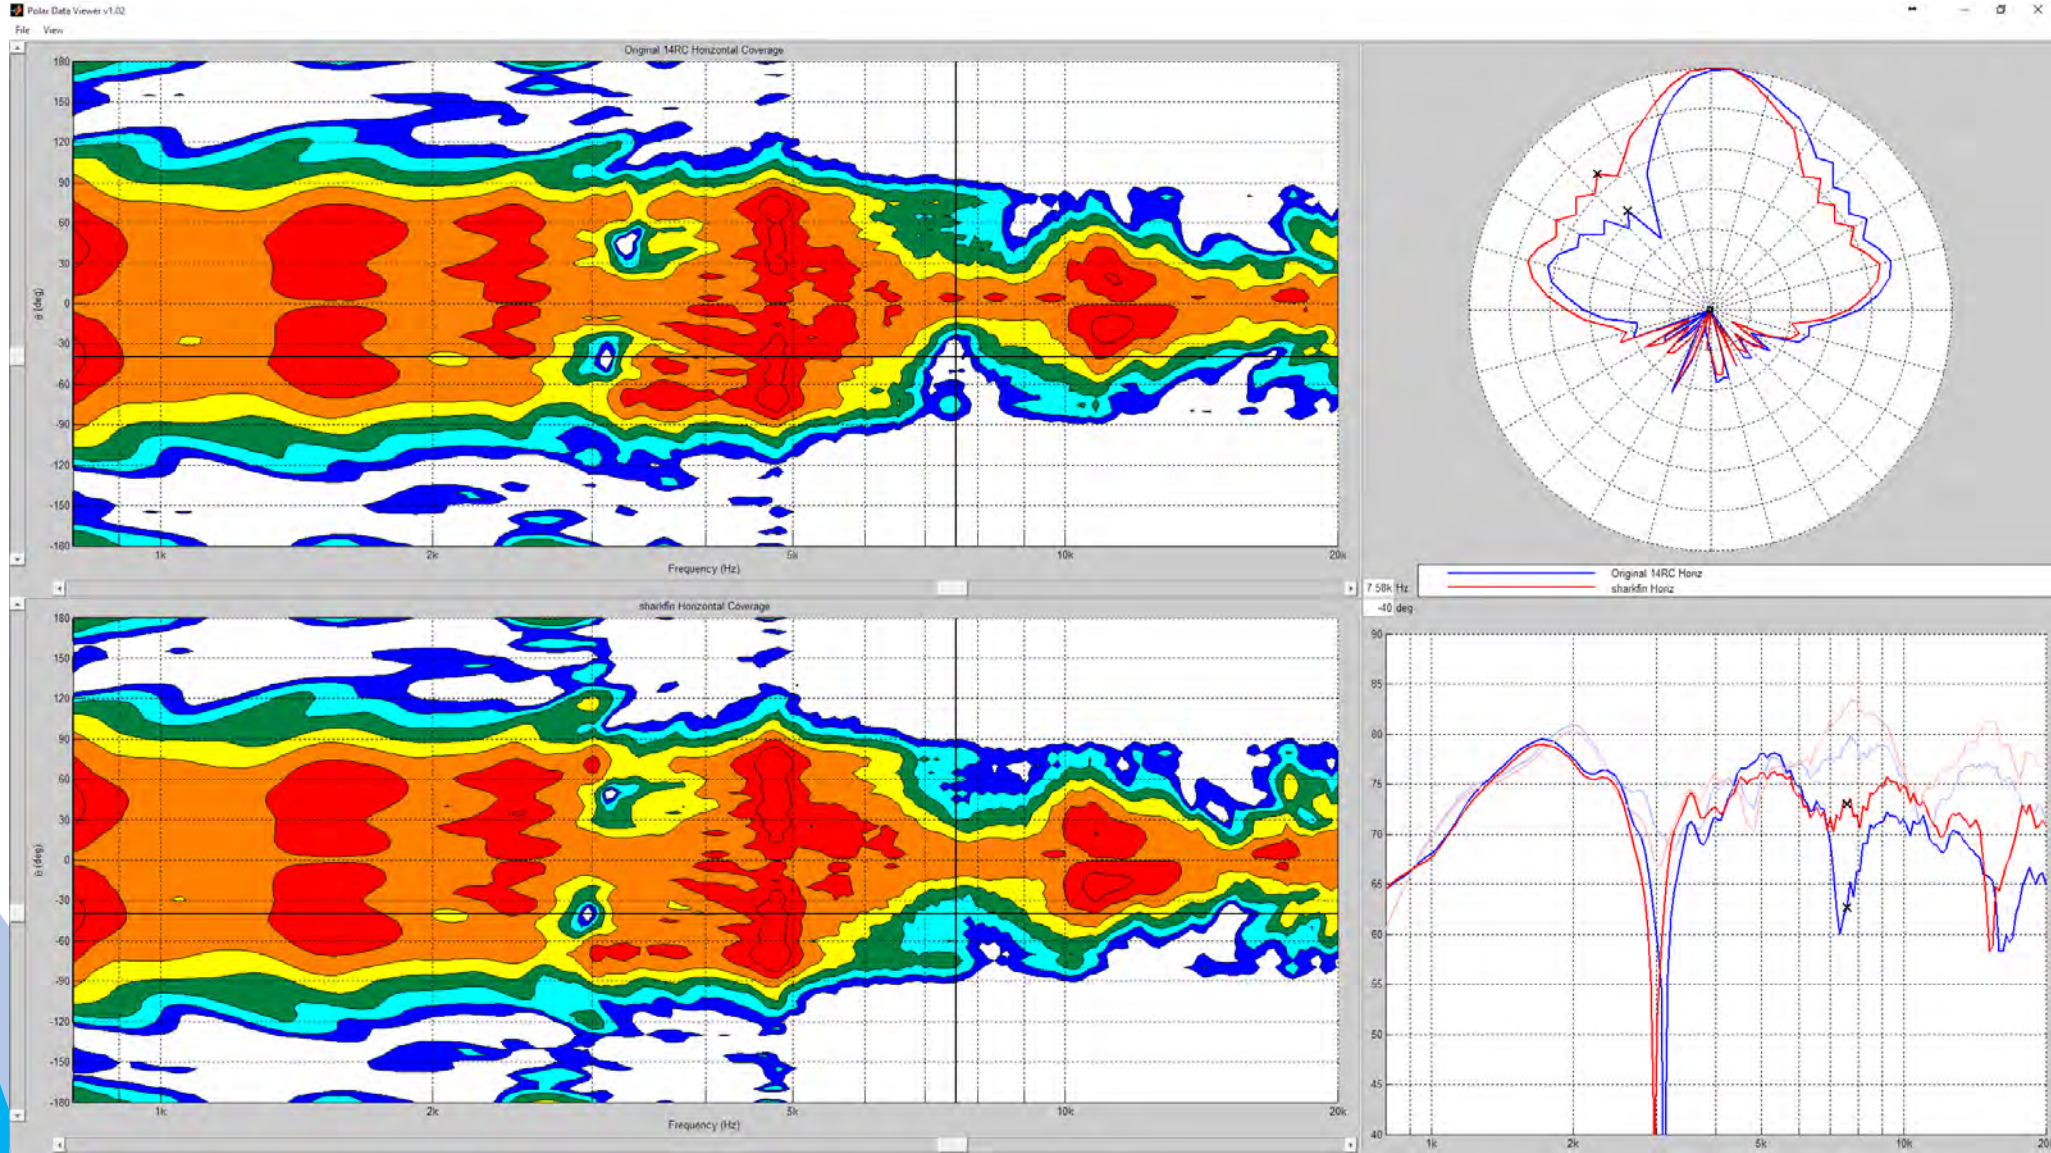 Polar Data Viewer v1.02
File View
Original 14RC Horizontal Coverage
180
150
120
90
60
30
0
-30
-60
-90
-120
-150
-180
θ (deg)
1k 2k 5k 10k 20k
Frequency (Hz)
7.58k Hz
-40 deg
Original 14RC Horiz
sharkfin Horiz
sharkfin Horizontal Coverage
180
150
120
90
60
30
0
-30
-60
-90
-120
-150
-180
θ (deg)
1k 2k 5k 10k 20k
Frequency (Hz)
90
85
80
75
70
65
60
55
50
45
40
1k 2k 5k 10k 20k